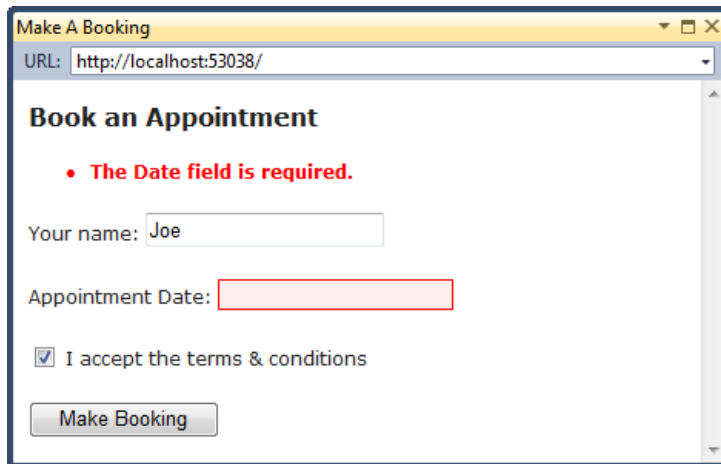 Make A Booking
URL: http://localhost:53038/
Book an Appointment
• The Date field is required.
Your name: Joe
Appointment Date:
I accept the terms & conditions
Make Booking